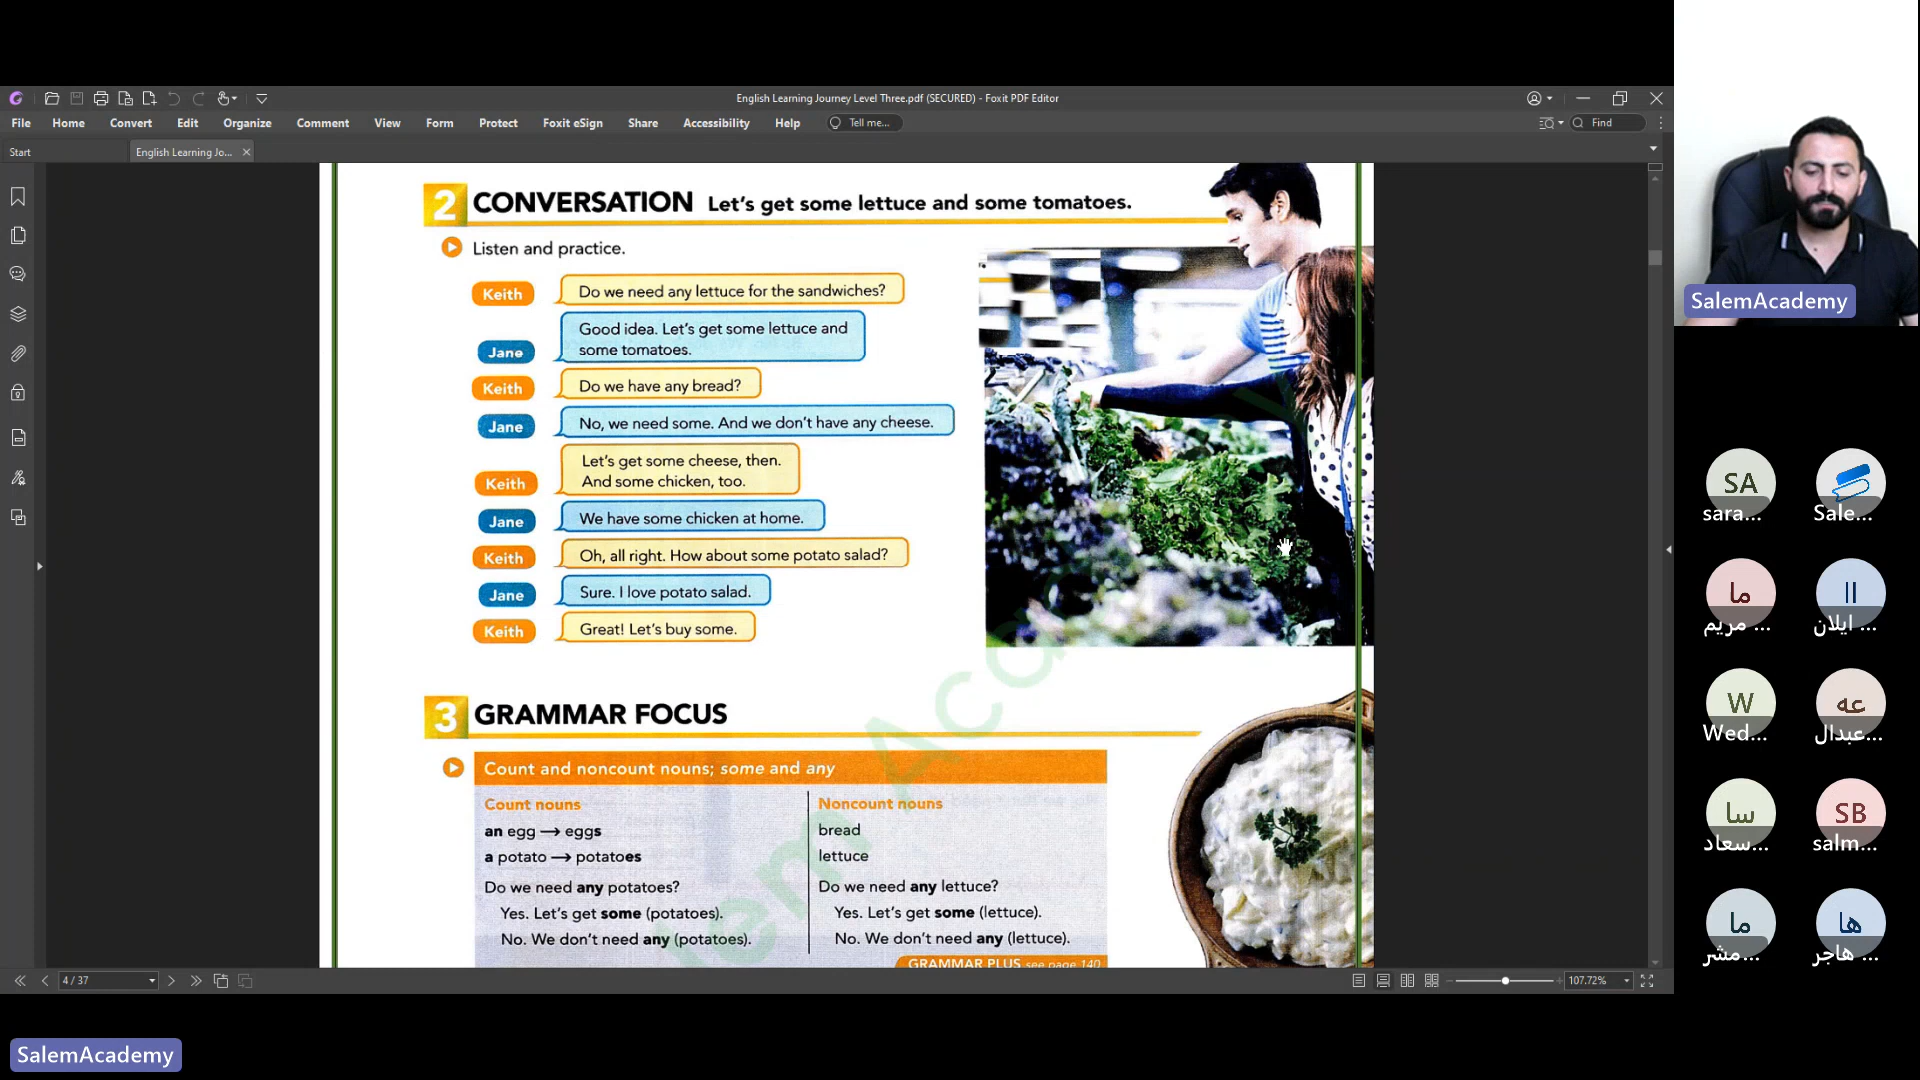 English Learning Journey Level Three.pdf (SECURED) - Foxit PDF Editor
File Home Convert Edit Organize Comment View Form Protect Foxit eSign Share Accessibility Help Tell me... Find
Start English Learning Jo...
2 CONVERSATION Let's get some lettuce and some tomatoes.
Listen and practice.
Keith Do we need any lettuce for the sandwiches?
Good idea. Let's get some lettuce and
Jane some tomatoes.
Keith Do we have any bread?
Jane No, we need some. And we don't have any cheese.
Let's get some cheese, then.
Keith And some chicken, too.
Jane We have some chicken at home.
Keith Oh, all right. How about some potato salad?
Jane Sure. I love potato salad.
Keith Great! Let's buy some.
3 GRAMMAR FOCUS
Count and noncount nouns; some and any
Count nouns
an egg → eggs
a potato → potatoes
Do we need any potatoes?
Yes. Let's get some (potatoes).
No. We don't need any (potatoes).
Noncount nouns
bread
lettuce
Do we need any lettuce?
Yes. Let's get some (lettuce).
No. We don't need any (lettuce).
GRAMMAR PLUS see page 140
4 / 37
107.72%
SalemAcademy
SA
sara...
Sale...
ما
مريم ...
اا
ايلان ...
W
Wed...
عه
عبدال...
سا
سعاد...
SB
salm...
ما
مشر...
ها
هاجر ...
SalemAcademy